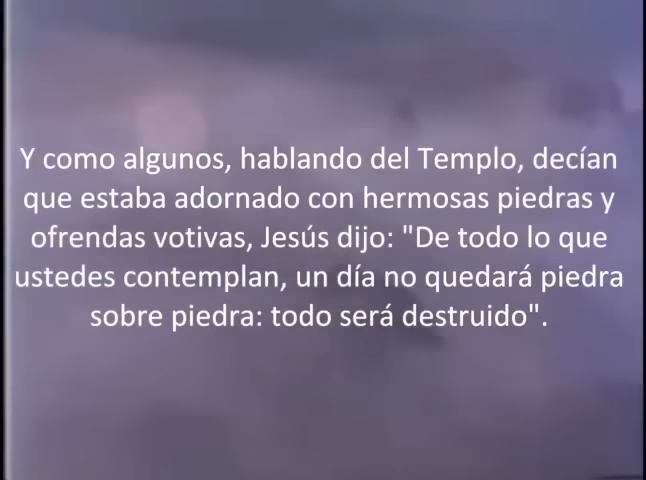 Y como algunos, hablando del Templo, decían
que estaba adornado con hermosas piedras y
ofrendas votivas, Jesús dijo: "De todo lo que
ustedes contemplan, un día no quedará piedra
sobre piedra: todo será destruido".